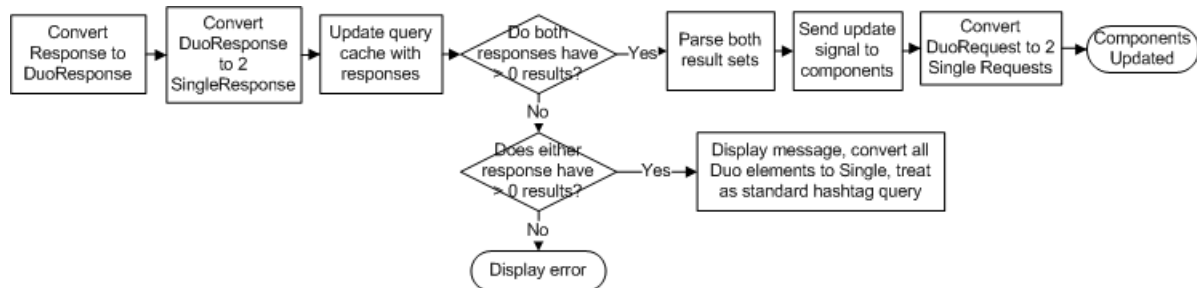 Convert
Response to
DuoResponse
Convert
DuoResponse
to 2
SingleResponse
Update query
cache with
responses
Do both
responses have
> 0 results?
Yes
Parse both
result sets
Send update
signal to
components
Convert
DuoRequest to 2
Single Requests
Components
Updated
No
Does either
response have
> 0 results?
Yes
Display message, convert all
Duo elements to Single, treat
as standard hashtag query
No
Display error